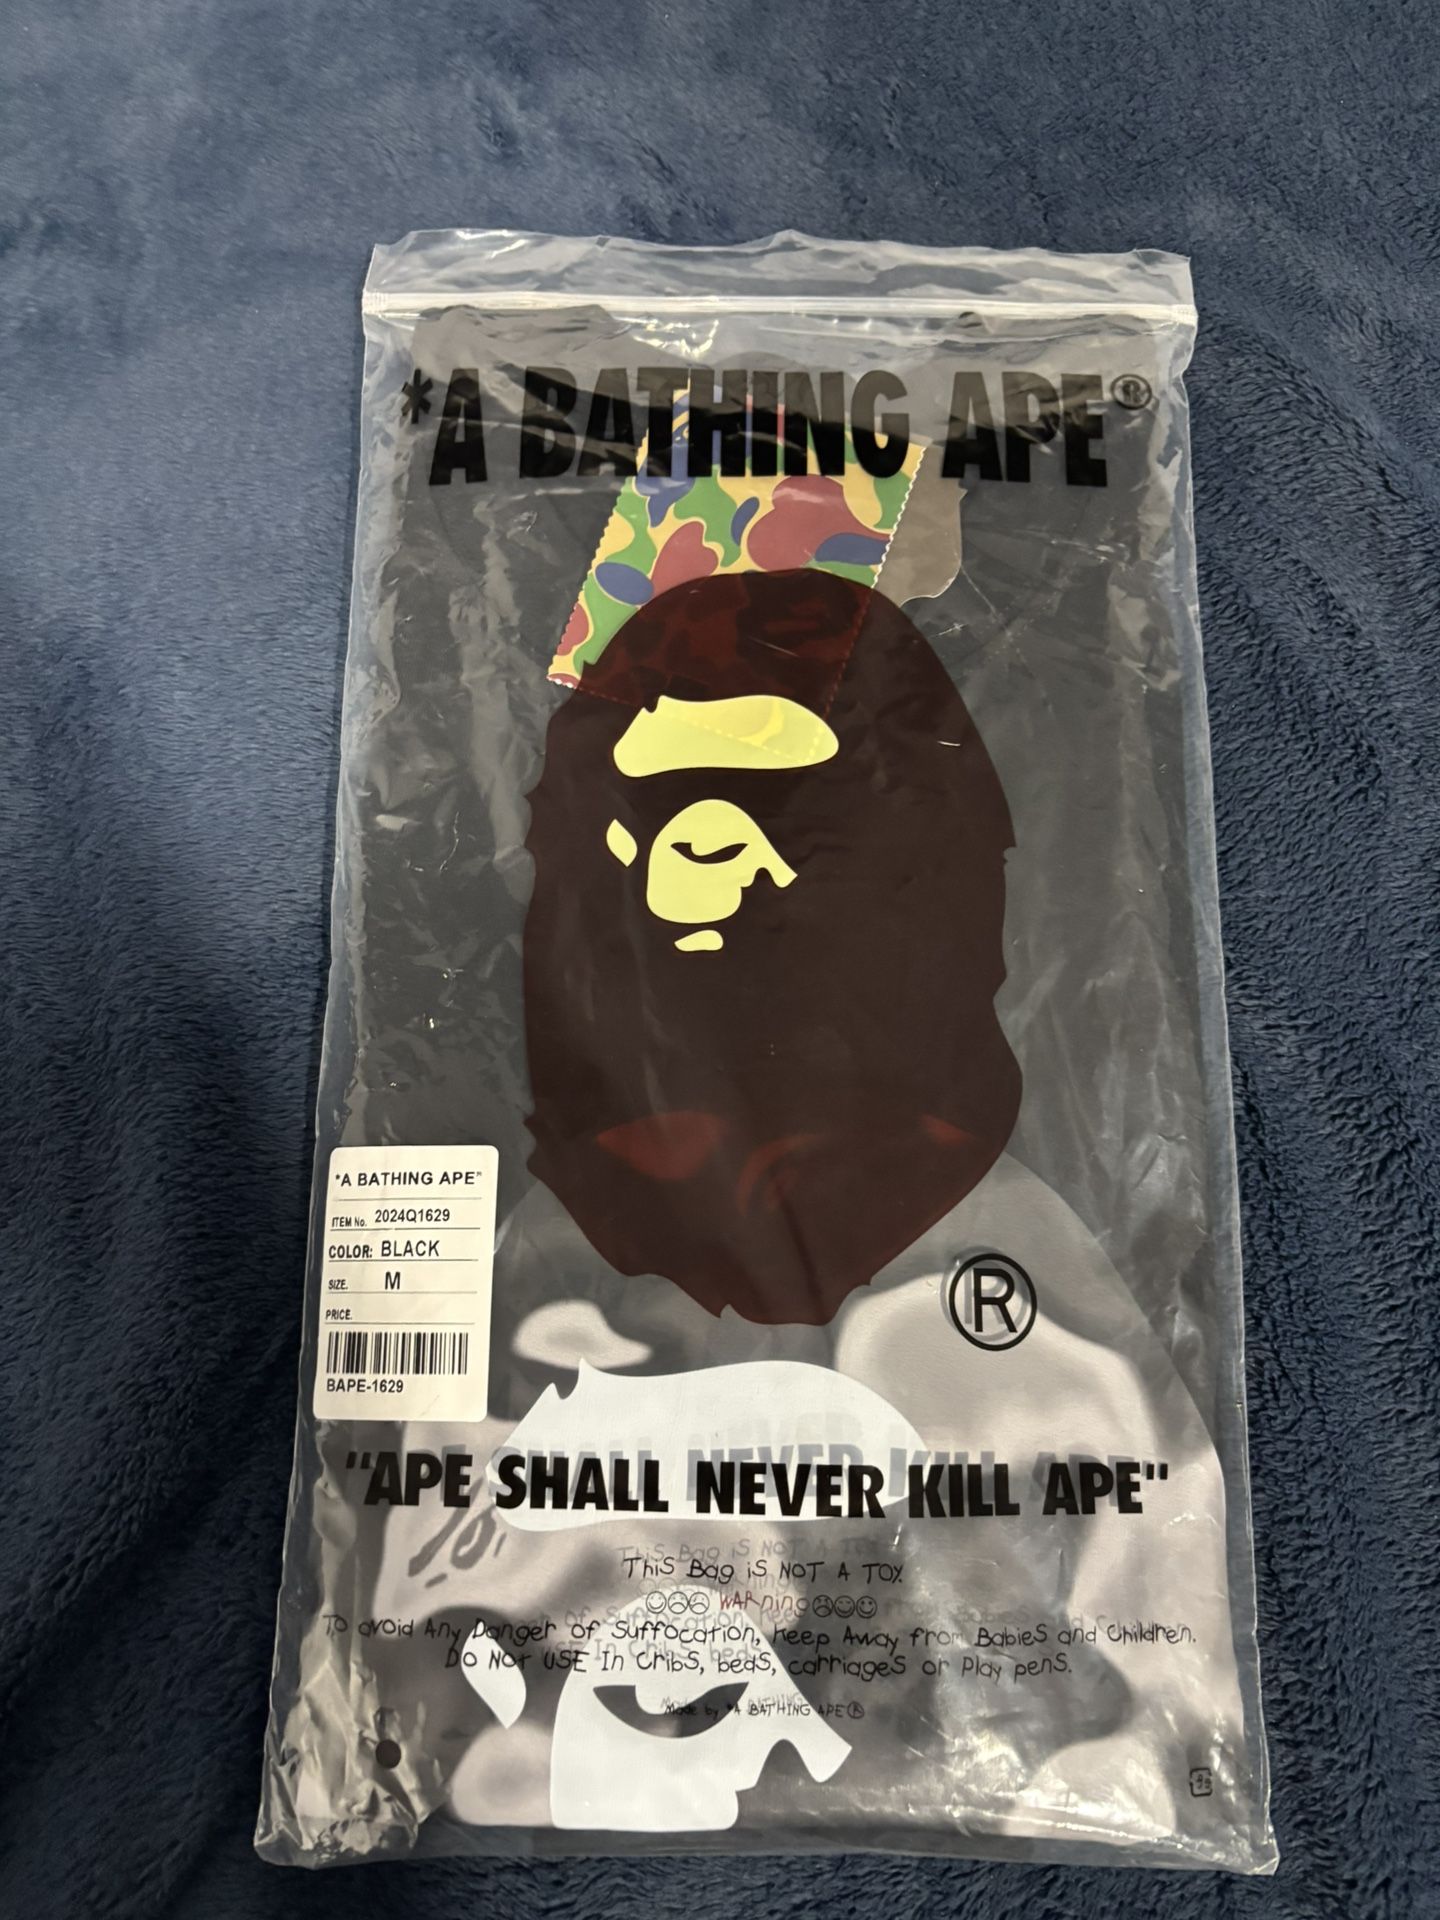 *A BATHING APE®
"*A BATHING APE"
ITEM No. 2024Q1629
COLOR: BLACK
SIZE. M
PRICE.
BAPE-1629
®
"APE SHALL NEVER KILL APE"
THiS Bag iS NOT A TOY.
WARning
To avoid Any Danger of Suffocation, Keep Away from Babies and Children.
DO NOT USE In Cribs, beds, carriages or Play pens.
Made by *A BATHING APE®